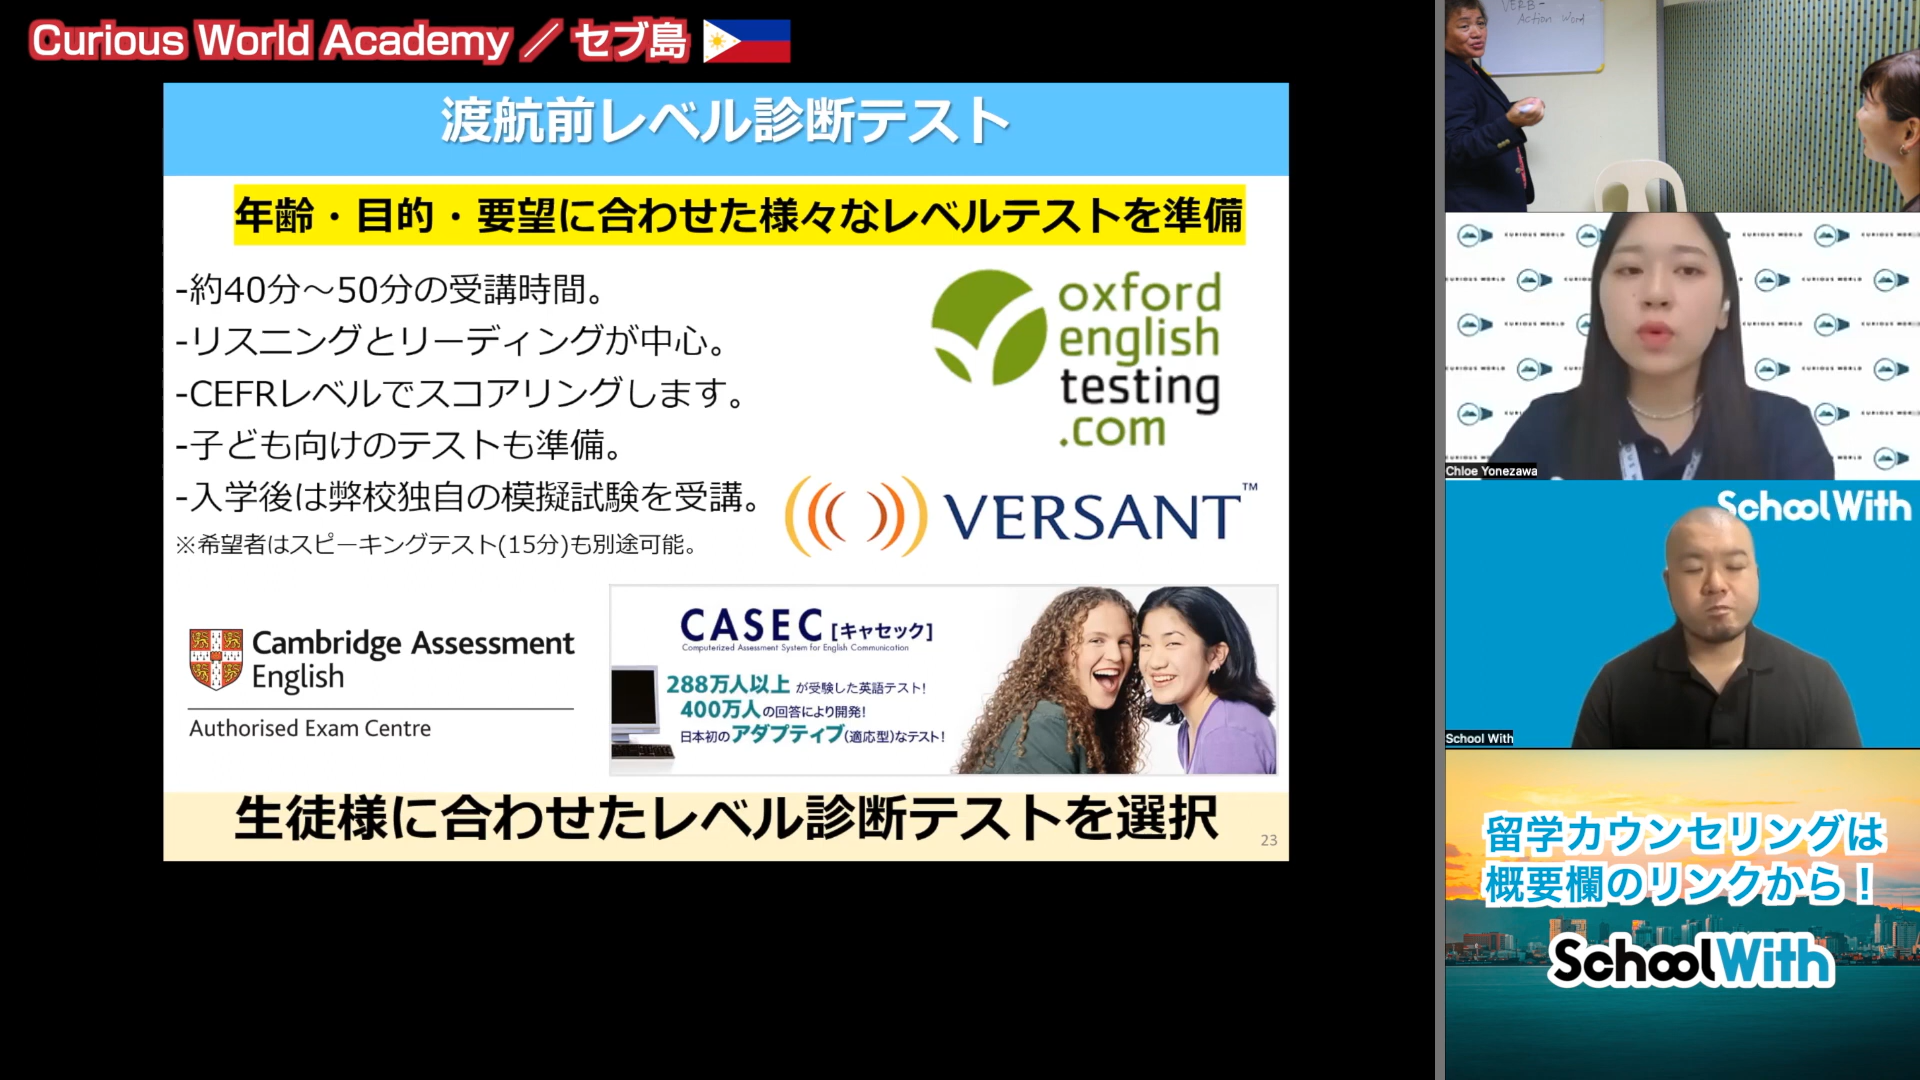 Curious World Academy ／ セブ島
渡航前レベル診断テスト
年齢・目的・要望に合わせた様々なレベルテストを準備
-約40分～50分の受講時間。
-リスニングとリーディングが中心。
-CEFRレベルでスコアリングします。
-子ども向けのテストも準備。
-入学後は弊校独自の模擬試験を受講。
※希望者はスピーキングテスト(15分)も別途可能。
oxford
english
testing
.com
VERSANT™
Cambridge Assessment
English
Authorised Exam Centre
CASEC [キャセック]
Computerized Assessment System for English Communication
288万人以上 が受験した英語テスト!
400万人の回答により開発!
日本初のアダプティブ(適応型)なテスト!
生徒様に合わせたレベル診断テストを選択
23
VERB-
Action Word
CURIOUS WORLD
Chloe Yonezawa
SchoolWith
School With
留学カウンセリングは
概要欄のリンクから！
SchoolWith